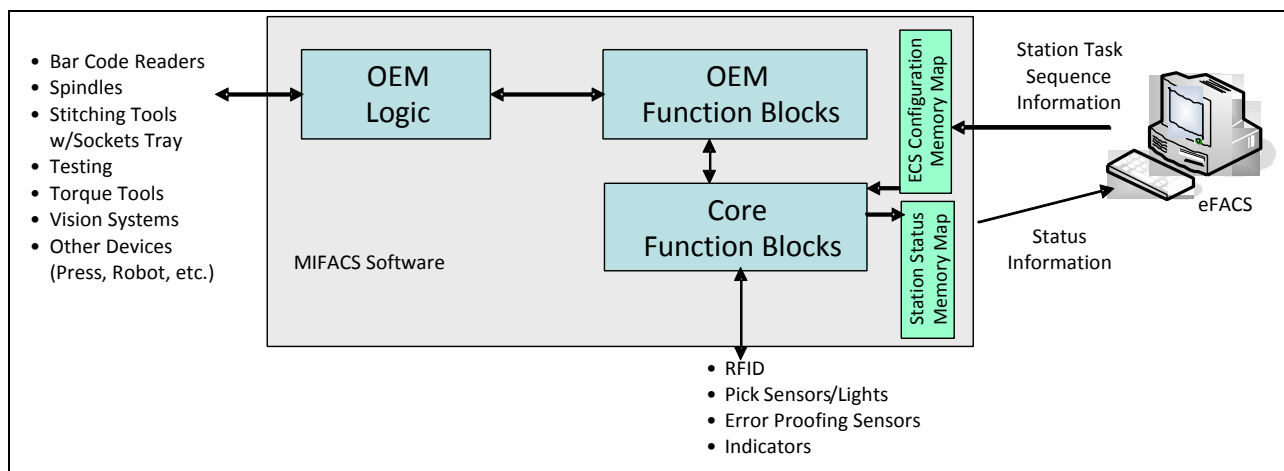 • Bar Code Readers
• Spindles
• Stitching Tools
w/Sockets Tray
• Testing
• Torque Tools
• Vision Systems
• Other Devices
(Press, Robot, etc.)
OEM
Logic
OEM
Function Blocks
Core
Function Blocks
MIFACS Software
ECS Configuration
Memory Map
Station Status
Memory Map
Station Task
Sequence
Information
eFACS
Status
Information
• RFID
• Pick Sensors/Lights
• Error Proofing Sensors
• Indicators